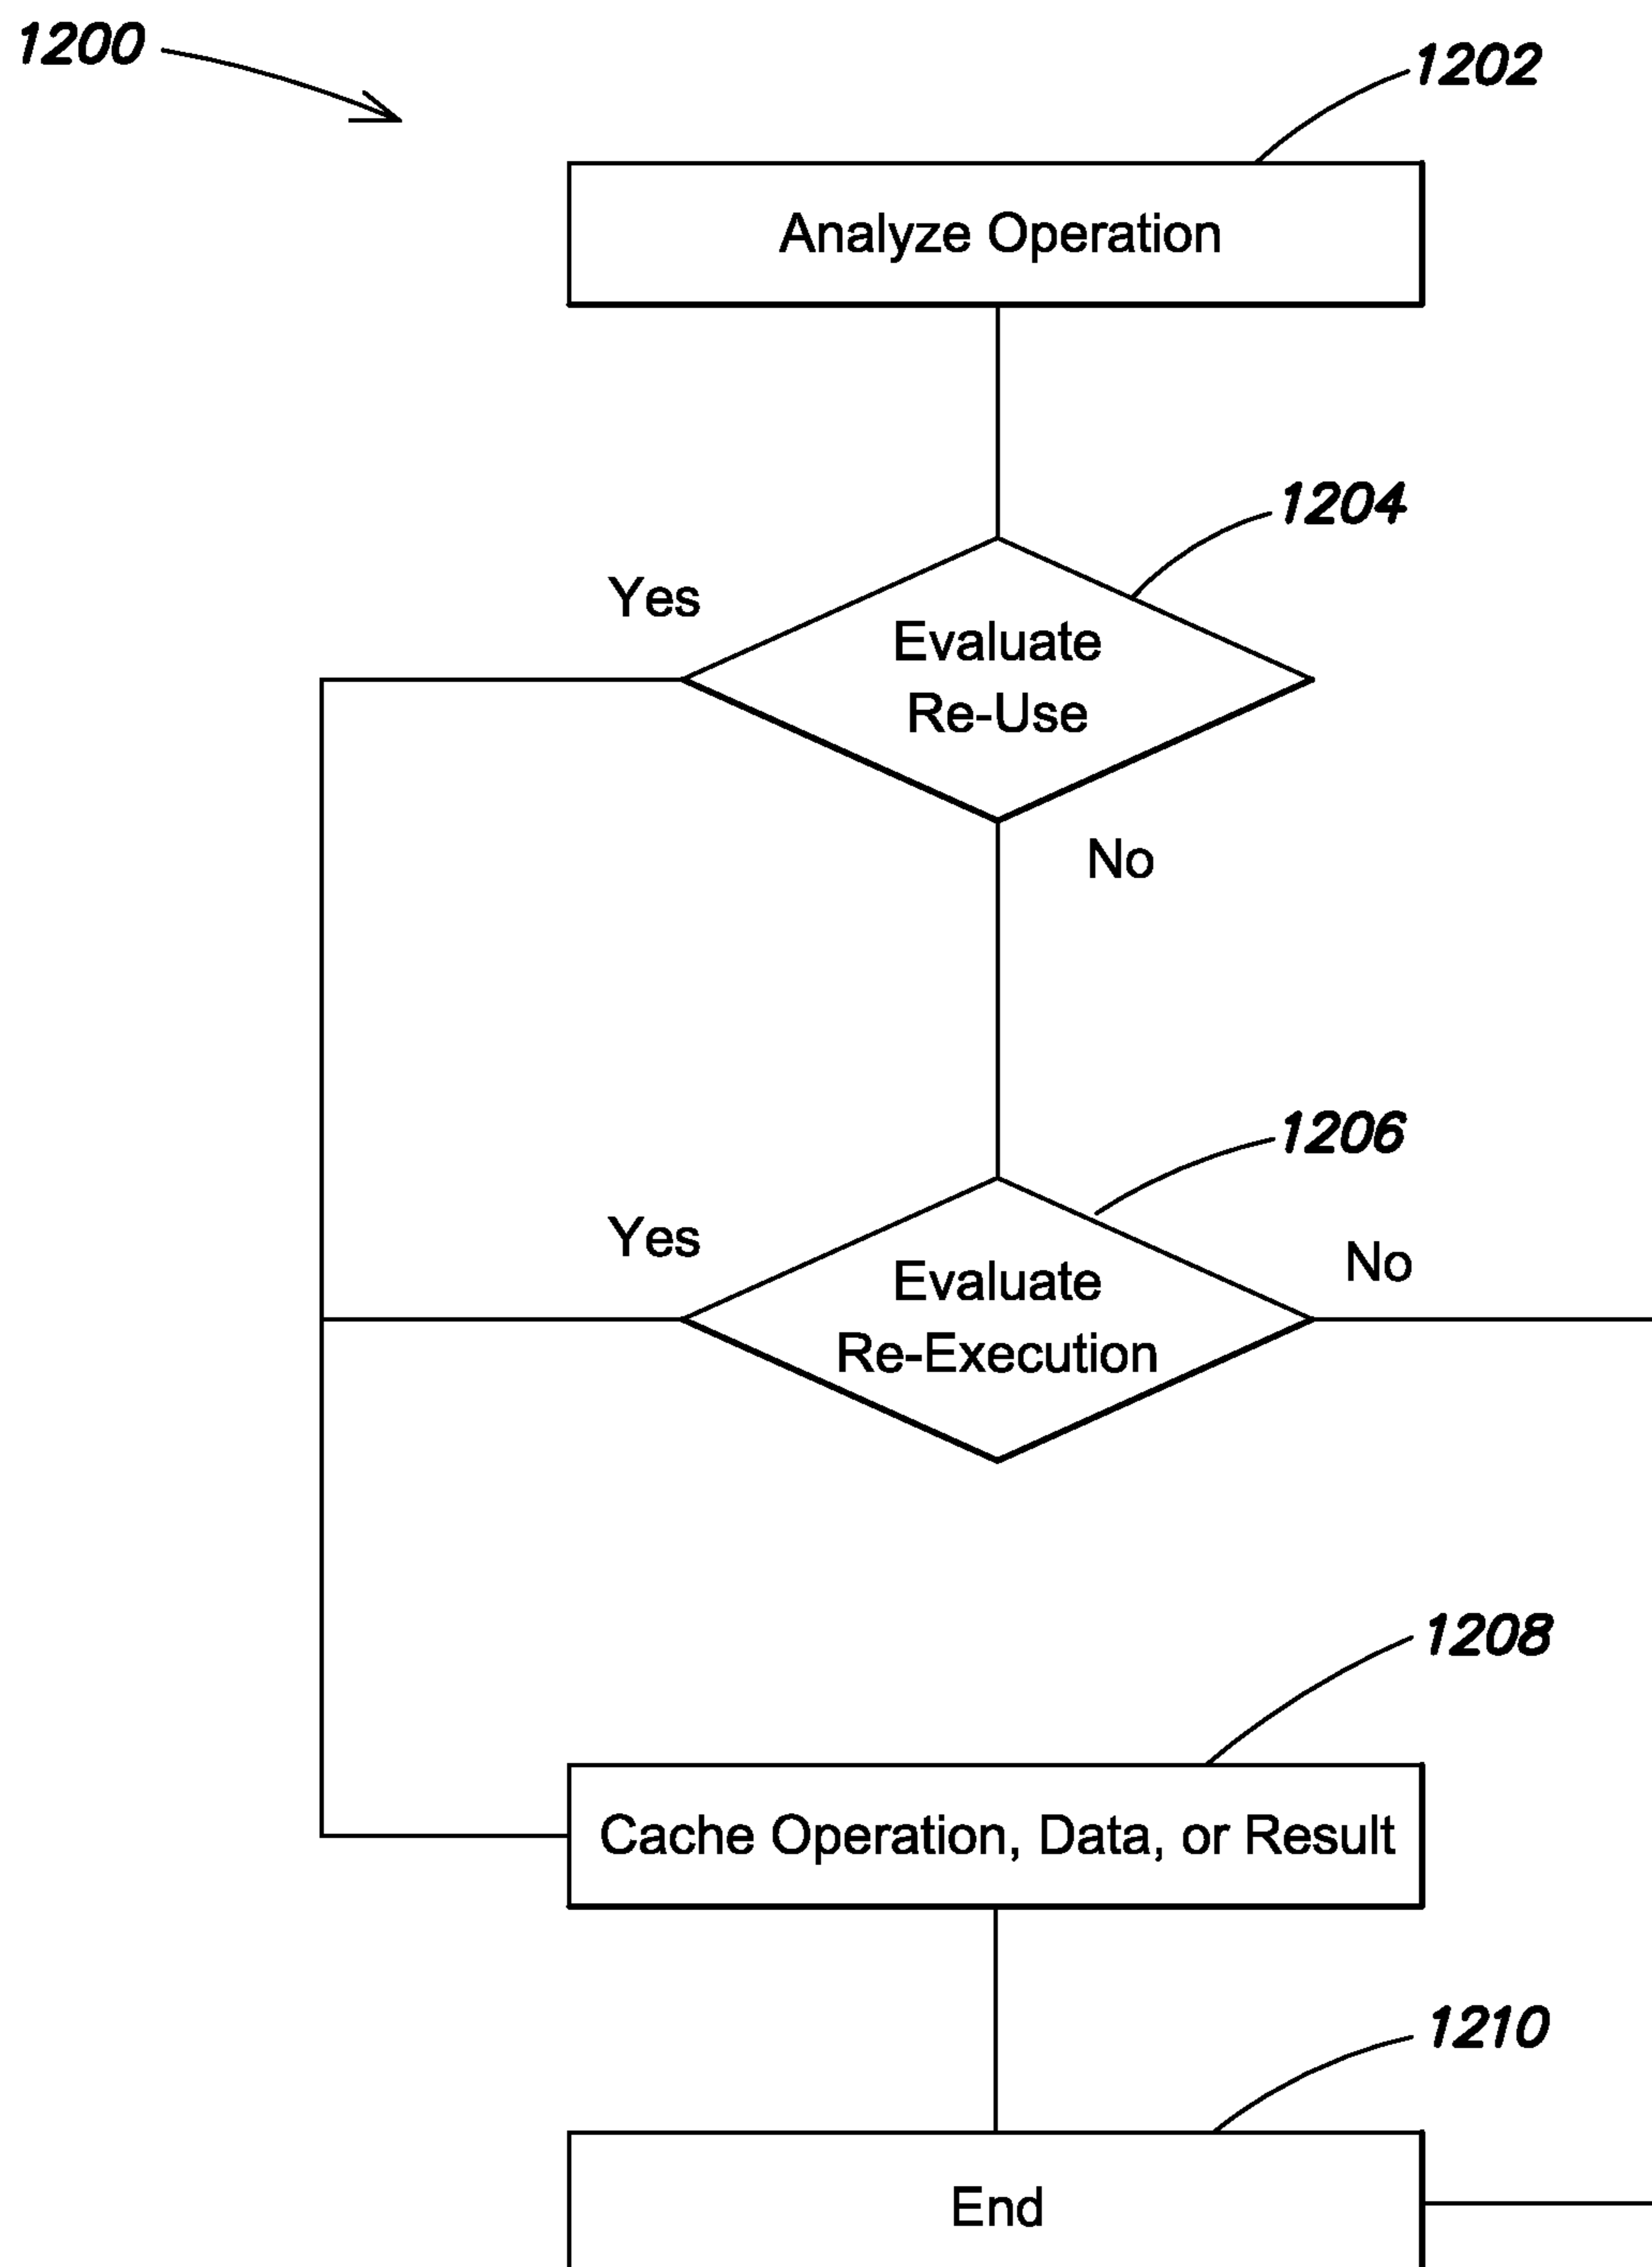 1200
1202
Analyze Operation
1204
Yes
Evaluate
Re-Use
No
1206
Yes
No
Evaluate
Re-Execution
1208
Cache Operation, Data, or Result
1210
End